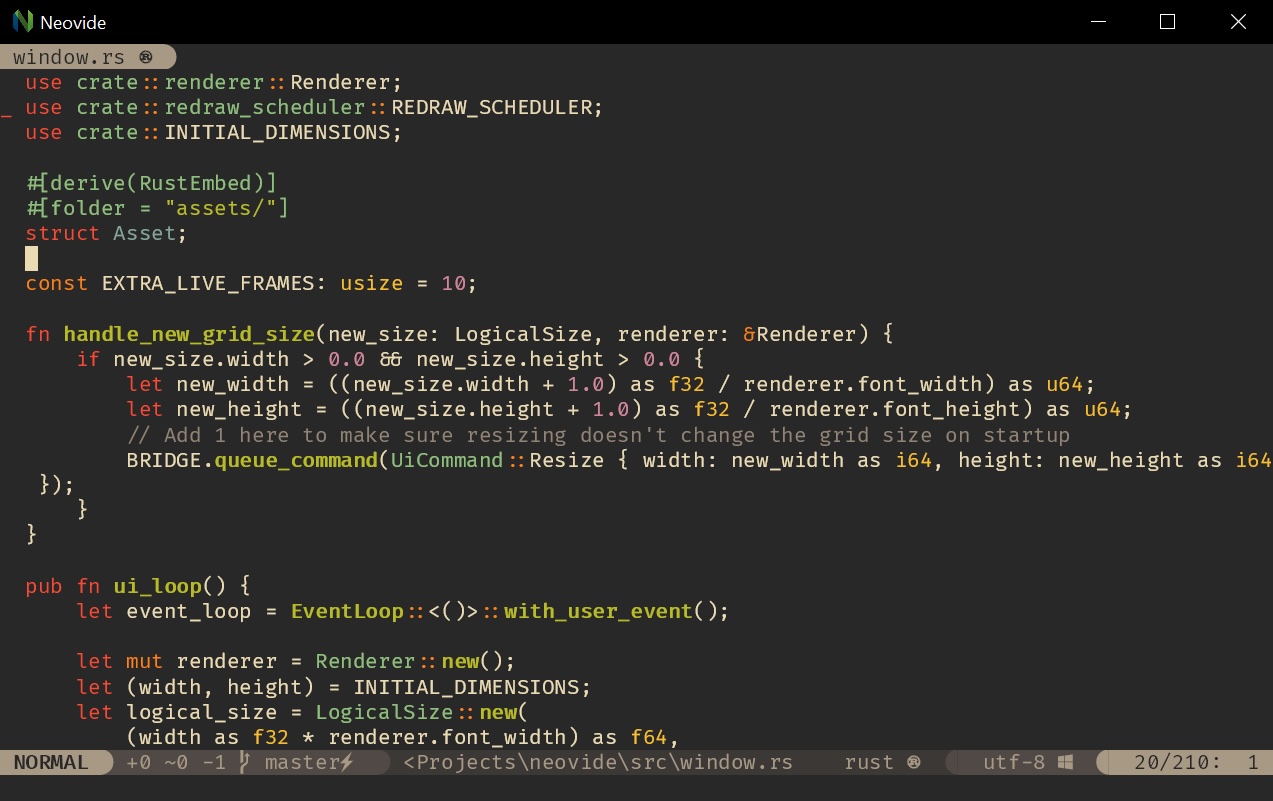 Neovide
window.rs
use crate::renderer::Renderer;
_ use crate::redraw_scheduler::REDRAW_SCHEDULER;
use crate::INITIAL_DIMENSIONS;
#[derive(RustEmbed)]
#[folder = "assets/"]
struct Asset;
const EXTRA_LIVE_FRAMES: usize = 10;
fn handle_new_grid_size(new_size: LogicalSize, renderer: &Renderer) {
    if new_size.width > 0.0 && new_size.height > 0.0 {
        let new_width = ((new_size.width + 1.0) as f32 / renderer.font_width) as u64;
        let new_height = ((new_size.height + 1.0) as f32 / renderer.font_height) as u64;
        // Add 1 here to make sure resizing doesn't change the grid size on startup
        BRIDGE.queue_command(UiCommand::Resize { width: new_width as i64, height: new_height as i64
 });
    }
}
pub fn ui_loop() {
    let event_loop = EventLoop::<()>::with_user_event();
    let mut renderer = Renderer::new();
    let (width, height) = INITIAL_DIMENSIONS;
    let logical_size = LogicalSize::new(
        (width as f32 * renderer.font_width) as f64,
NORMAL +0 ~0 -1 master <Projects\neovide\src\window.rs rust utf-8 20/210: 1